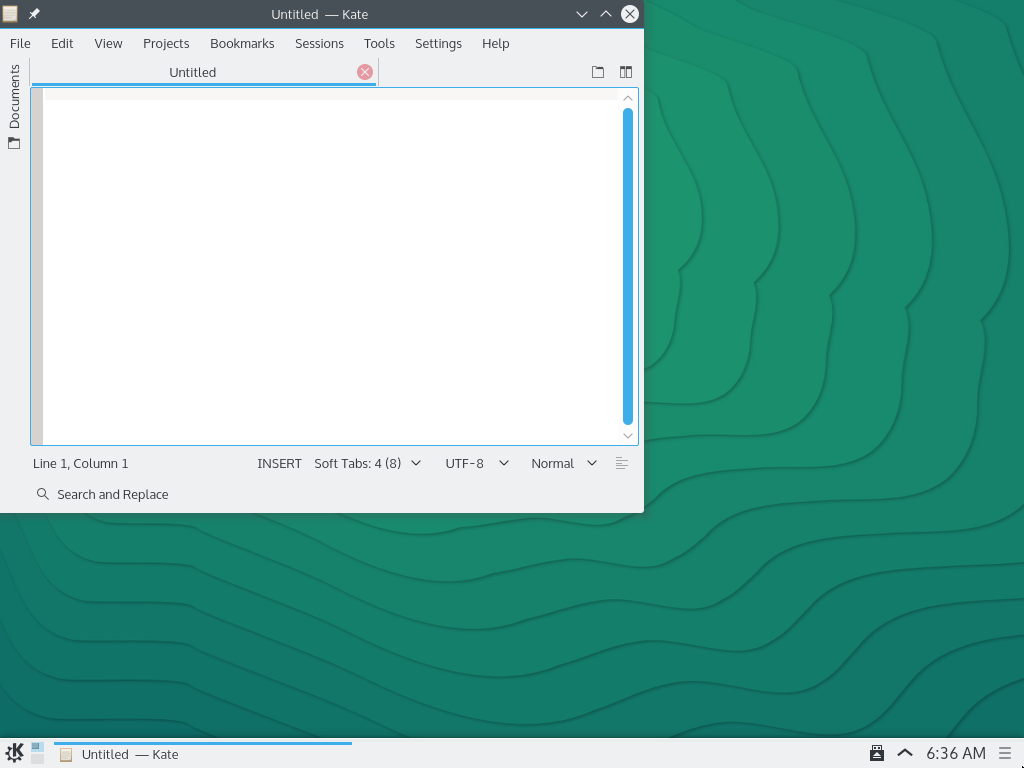 Untitled — Kate
File Edit View Projects Bookmarks Sessions Tools Settings Help
Documents
Untitled
Line 1, Column 1 INSERT Soft Tabs: 4 (8) UTF-8 Normal
Search and Replace
Untitled — Kate 6:36 AM